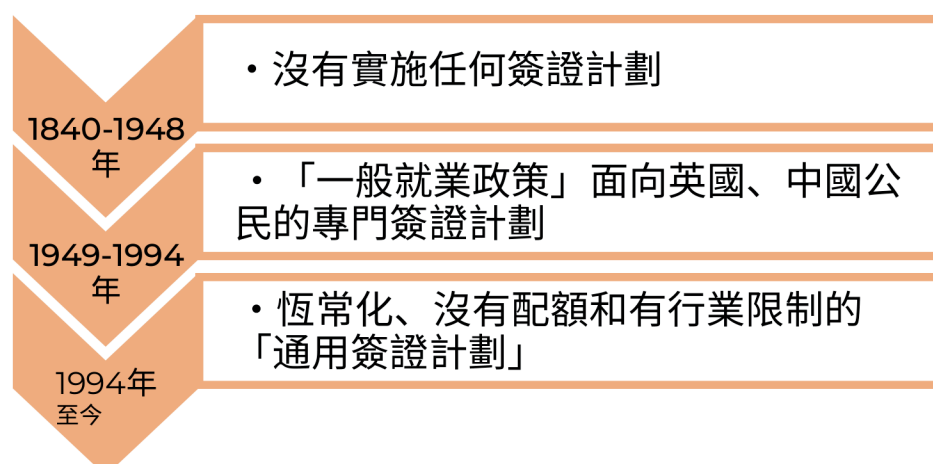 ・沒有實施任何簽證計劃
1840-1948
年
・「一般就業政策」面向英國、中國公
民的專門簽證計劃
1949-1994
年
・恆常化、沒有配額和有行業限制的
「通用簽證計劃」
1994年
至今